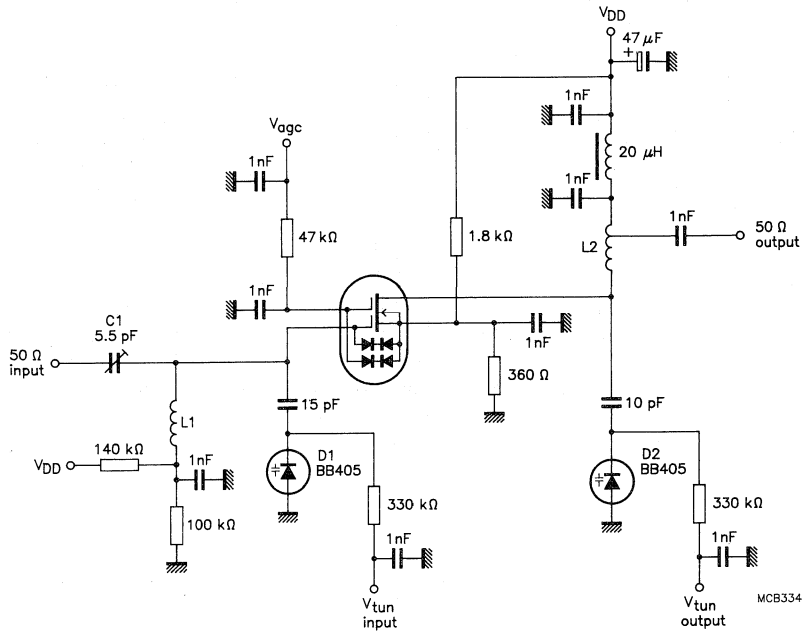 VDD
47 μF
+
1nF
Vagc
1nF
20 μH
1nF
47 kΩ
1.8 kΩ
1nF
50 Ω
output
L2
1nF
C1
5.5 pF
1nF
50 Ω
input
360 Ω
L1
15 pF
10 pF
140 kΩ
VDD
1nF
D1
BB405
D2
BB405
100 kΩ
330 kΩ
330 kΩ
1nF
1nF
Vtun
input
Vtun
output
MCB334